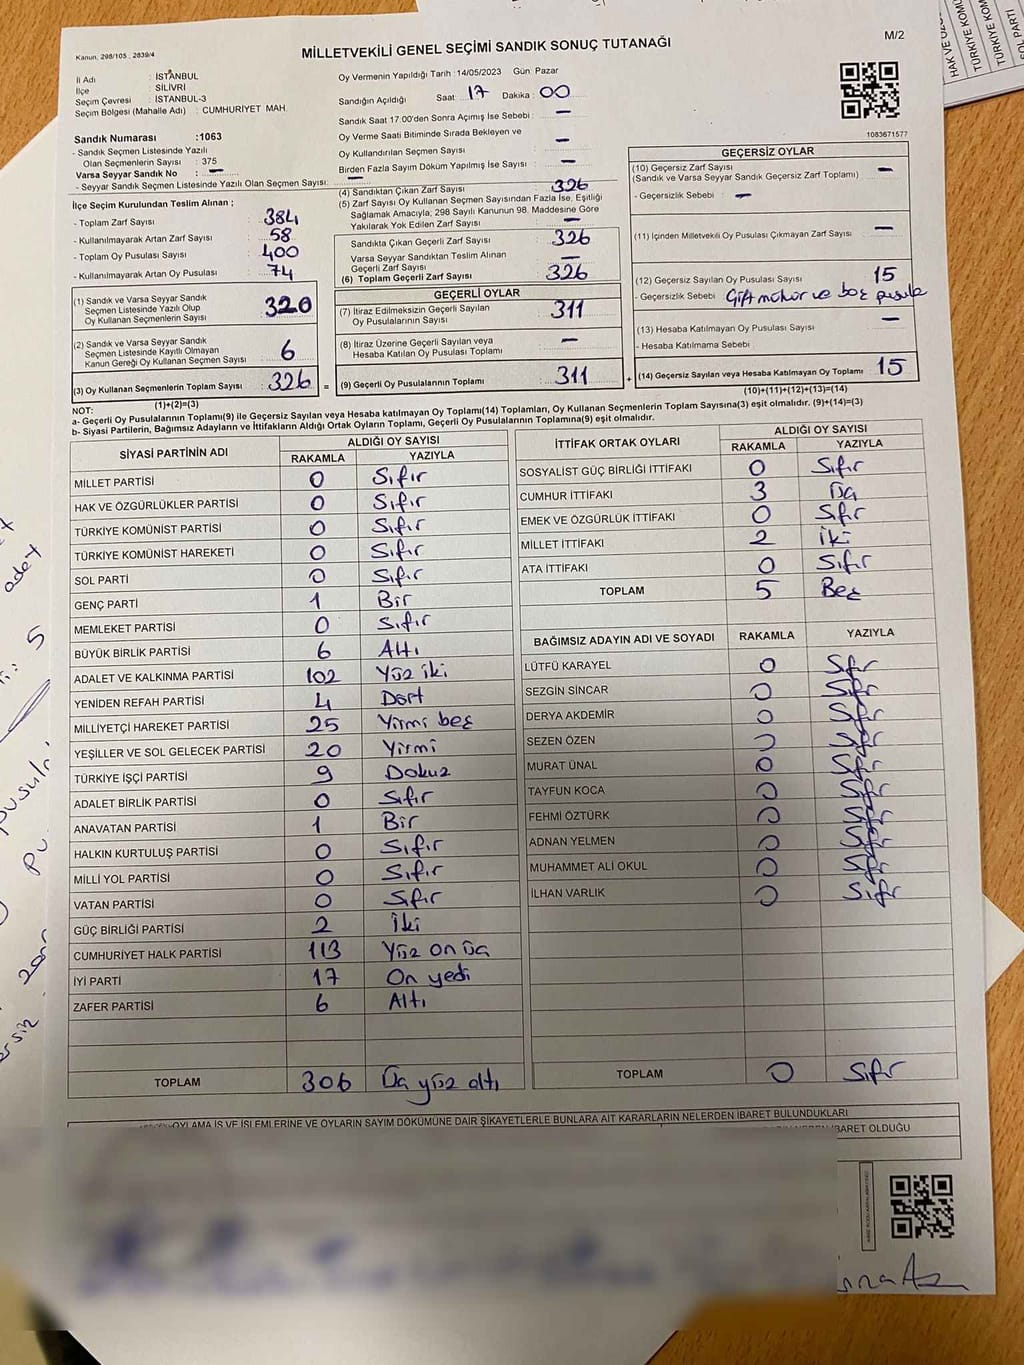 Kanun, 298/105 2839/4
MİLLETVEKİLİ GENEL SEÇİMİ SANDIK SONUÇ TUTANAĞI
M/2
İl Adı : İSTANBUL
İlçe : SİLİVRİ
Seçim Çevresi : İSTANBUL-3
Seçim Bölgesi (Mahalle Adı) : CUMHURİYET MAH.
Sandık Numarası :1063
- Sandık Seçmen Listesinde Yazılı
Olan Seçmenlerin Sayısı : 375
Varsa Seyyar Sandık No : —
- Seyyar Sandık Seçmen Listesinde Yazılı Olan Seçmen Sayısı: —
Oy Vermenin Yapıldığı Tarih :14/05/2023 Gün: Pazar
Sandığın Açıldığı Saat: 17 Dakika: 00
Sandık Saat 17:00'den Sonra Açımış İse Sebebi : —
Oy Verme Saati Bitiminde Sırada Bekleyen ve
Oy Kullandırılan Seçmen Sayısı : —
Birden Fazla Sayım Döküm Yapılmış İse Sayısı : —
1083671577
İlçe Seçim Kurulundan Teslim Alınan ;
- Toplam Zarf Sayısı : 384
- Kullanılmayarak Artan Zarf Sayısı : 58
- Toplam Oy Pusulası Sayısı : 400
- Kullanılmayarak Artan Oy Pusulası : 74
(1) Sandık ve Varsa Seyyar Sandık
Seçmen Listesinde Yazılı Olup
Oy Kullanan Seçmenlerin Sayısı : 320
(2) Sandık ve Varsa Seyyar Sandık
Seçmen Listesinde Kayıtlı Olmayan
Kanun Gereği Oy Kullanan Seçmen Sayısı : 6
(3) Oy Kullanan Seçmenlerin Toplam Sayısı : 326
(1)+(2)=(3)
(4) Sandıktan Çıkan Zarf Sayısı : 326
(5) Zarf Sayısı Oy Kullanan Seçmen Sayısından Fazla İse, Eşitliği
Sağlamak Amacıyla; 298 Sayılı Kanunun 98. Maddesine Göre
Yakılarak Yok Edilen Zarf Sayısı : —
Sandıkta Çıkan Geçerli Zarf Sayısı : 326
Varsa Seyyar Sandıktan Teslim Alınan
Geçerli Zarf Sayısı : —
(6) Toplam Geçerli Zarf Sayısı : 326
GEÇERLİ OYLAR
(7) İtiraz Edilmeksizin Geçerli Sayılan
Oy Pusulalarının Sayısı : 311
(8) İtiraz Üzerine Geçerli Sayılan veya
Hesaba Katılan Oy Pusulası Toplamı : —
= (9) Geçerli Oy Pusulalarının Toplamı : 311
GEÇERSİZ OYLAR
(10) Geçersiz Zarf Sayısı : —
(Sandık ve Varsa Seyyar Sandık Geçersiz Zarf Toplamı)
- Geçersizlik Sebebi : —
(11) İçinden Milletvekili Oy Pusulası Çıkmayan Zarf Sayısı : —
(12) Geçersiz Sayılan Oy Pusulası Sayısı : 15
- Geçersizlik Sebebi : Çift mühür ve boş pusula
(13) Hesaba Katılmayan Oy Pusulası Sayısı : —
- Hesaba Katılmama Sebebi :
+ (14) Geçersiz Sayılan veya Hesaba Katılmayan Oy Toplamı : 15
(10)+(11)+(12)+(13)=(14)
NOT:
a- Geçerli Oy Pusulalarının Toplamı(9) ile Geçersiz Sayılan veya Hesaba katılmayan Oy Toplamı(14) Toplamları, Oy Kullanan Seçmenlerin Toplam Sayısına(3) eşit olmalıdır. (9)+(14)=(3)
b- Siyasi Partilerin, Bağımsız Adayların ve İttifakların Aldığı Ortak Oyların Toplamı, Geçerli Oy Pusulalarının Toplamına(9) eşit olmalıdır.
SİYASİ PARTİNİN ADI ALDIĞI OY SAYISI
RAKAMLA YAZIYLA
MİLLET PARTİSİ 0 Sıfır
HAK VE ÖZGÜRLÜKLER PARTİSİ 0 Sıfır
TÜRKİYE KOMÜNİST PARTİSİ 0 Sıfır
TÜRKİYE KOMÜNİST HAREKETİ 0 Sıfır
SOL PARTİ 0 Sıfır
GENÇ PARTİ 1 Bir
MEMLEKET PARTİSİ 0 Sıfır
BÜYÜK BİRLİK PARTİSİ 6 Altı
ADALET VE KALKINMA PARTİSİ 102 Yüz iki
YENİDEN REFAH PARTİSİ 4 Dört
MİLLİYETÇİ HAREKET PARTİSİ 25 Yirmi beş
YEŞİLLER VE SOL GELECEK PARTİSİ 20 Yirmi
TÜRKİYE İŞÇİ PARTİSİ 9 Dokuz
ADALET BİRLİK PARTİSİ 0 Sıfır
ANAVATAN PARTİSİ 1 Bir
HALKIN KURTULUŞ PARTİSİ 0 Sıfır
MİLLİ YOL PARTİSİ 0 Sıfır
VATAN PARTİSİ 0 Sıfır
GÜÇ BİRLİĞİ PARTİSİ 2 İki
CUMHURİYET HALK PARTİSİ 113 Yüz on üç
İYİ PARTİ 17 On yedi
ZAFER PARTİSİ 6 Altı
TOPLAM 306 Üç yüz altı
İTTİFAK ORTAK OYLARI ALDIĞI OY SAYISI
RAKAMLA YAZIYLA
SOSYALİST GÜÇ BİRLİĞİ İTTİFAKI 0 Sıfır
CUMHUR İTTİFAKI 3 Üç
EMEK VE ÖZGÜRLÜK İTTİFAKI 0 Sıfır
MİLLET İTTİFAKI 2 İki
ATA İTTİFAKI 0 Sıfır
TOPLAM 5 Beş
BAĞIMSIZ ADAYIN ADI VE SOYADI RAKAMLA YAZIYLA
LÜTFÜ KARAYEL 0 Sıfır
SEZGİN SİNCAR 0 Sıfır
DERYA AKDEMİR 0 Sıfır
SEZEN ÖZEN 0 Sıfır
MURAT ÜNAL 0 Sıfır
TAYFUN KOCA 0 Sıfır
FEHMİ ÖZTÜRK 0 Sıfır
ADNAN YELMEN 0 Sıfır
MUHAMMET ALİ OKUL 0 Sıfır
İLHAN VARLIK 0 Sıfır
TOPLAM 0 Sıfır
OYLAMA İŞ VE İŞLEMLERİNE VE OYLARIN SAYIM DÖKÜMÜNE DAİR ŞİKAYETLERLE BUNLARA AİT KARARLARIN NELERDEN İBARET BULUNDUKLARI
NEDEN İBARET OLDUĞU
HAK VE ÖZG
TÜRKİYE KOMÜ
TÜRKİYE KOM
SOL PARTİ
adet
: 5
pusula